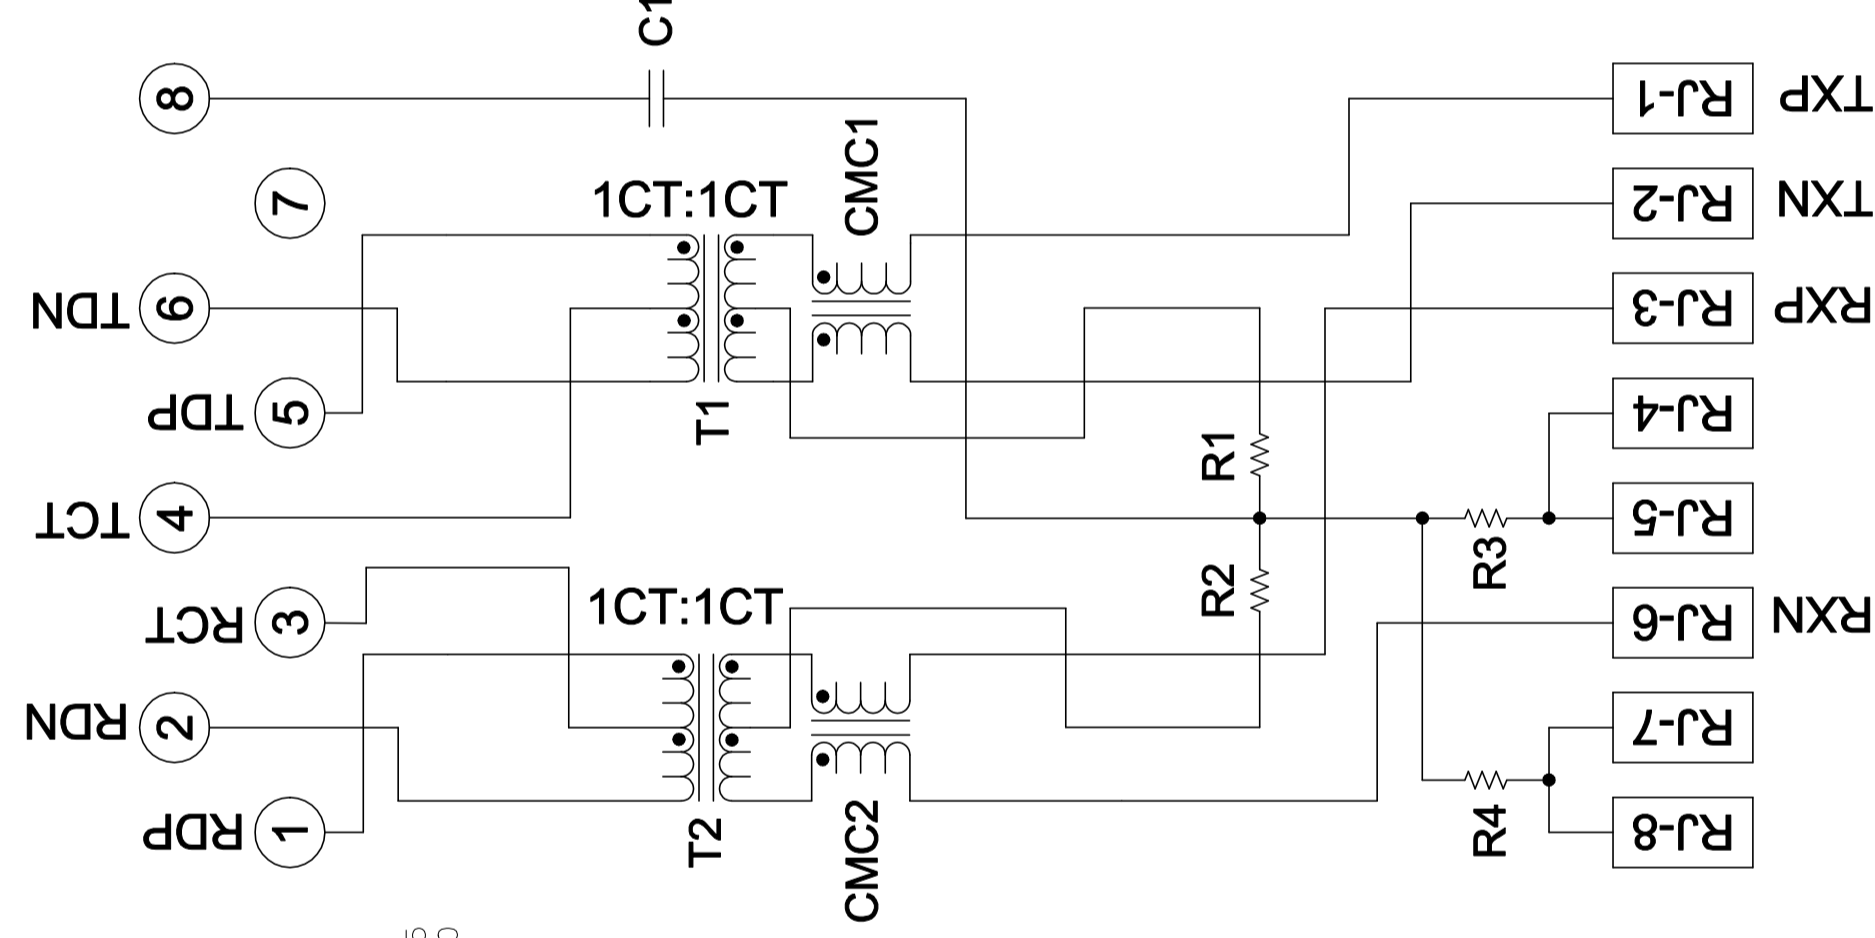 C1
8
RJ-1 TXP
7
1CT:1CT
CMC1
RJ-2 TXN
TDN 6
RJ-3 RXP
TDP 5
T1
RJ-4
R1
TCT 4
RJ-5
R3
RCT 3
1CT:1CT
R2
RJ-6 RXN
RDN 2
RJ-7
RDP 1
T2
CMC2
R4
RJ-8